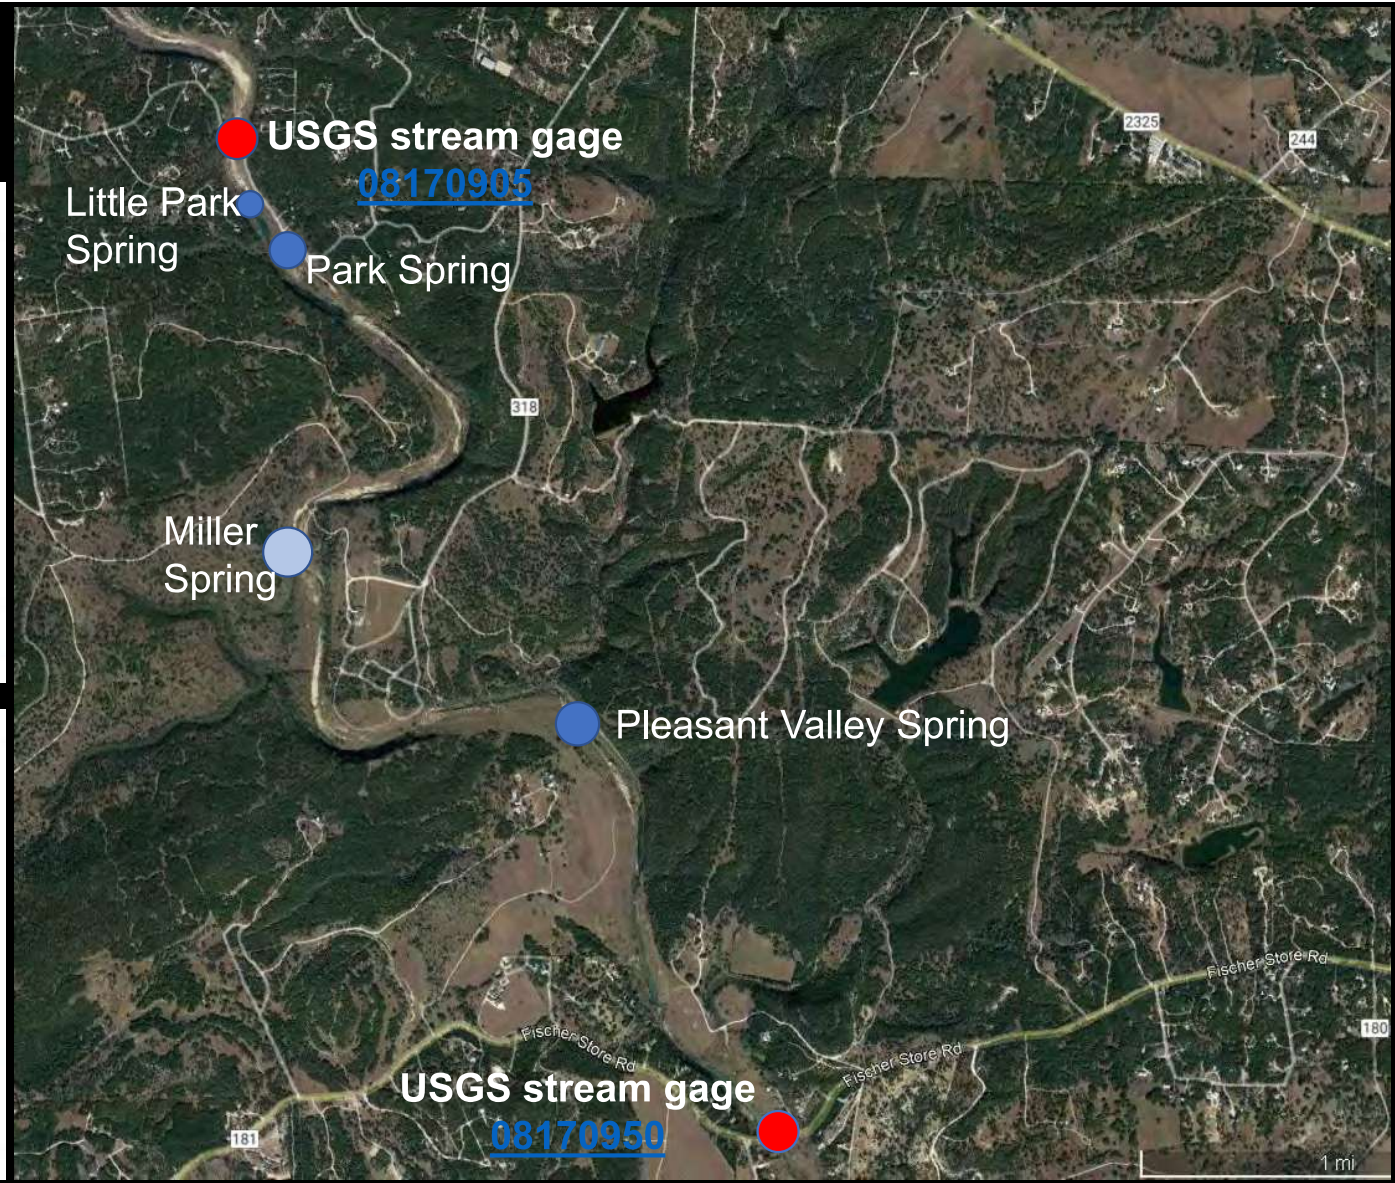 2325
244
USGS stream gage
08170905
Little Park
Spring
Park Spring
318
Miller
Spring
Pleasant Valley Spring
Fischer Store Rd
180
Fischer Store Rd
Fischer Store Rd
USGS stream gage
08170950
181
1 mi